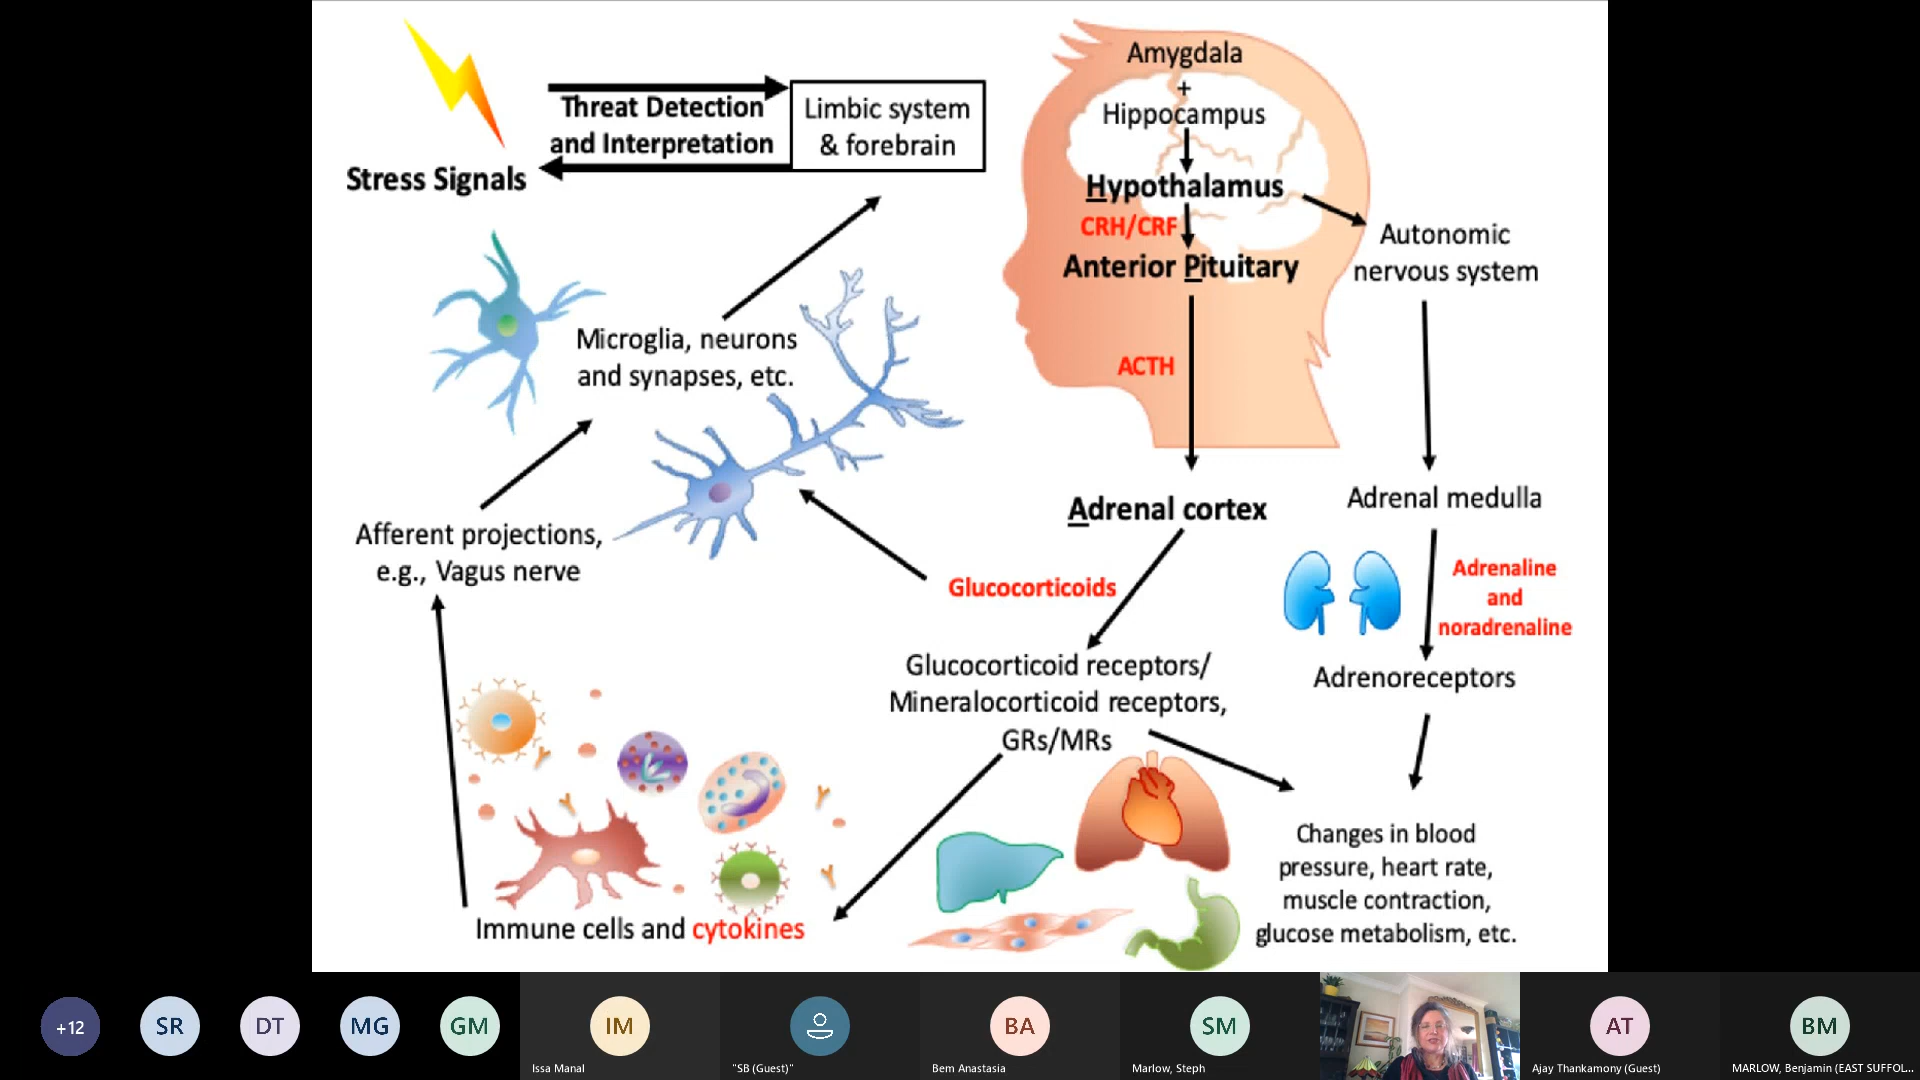 Stress Signals
Threat Detection
and Interpretation
Limbic system
& forebrain
Amygdala
+
Hippocampus
Hypothalamus
CRH/CRF
Anterior Pituitary
ACTH
Autonomic
nervous system
Microglia, neurons
and synapses, etc.
Afferent projections,
e.g., Vagus nerve
Adrenal cortex
Adrenal medulla
Glucocorticoids
Adrenaline
and
noradrenaline
Glucocorticoid receptors/
Mineralocorticoid receptors,
GRs/MRs
Adrenoreceptors
Changes in blood
pressure, heart rate,
muscle contraction,
glucose metabolism, etc.
Immune cells and cytokines
+12
SR
DT
MG
GM
IM
Issa Manal
"SB (Guest)"
BA
Bem Anastasia
SM
Marlow, Steph
AT
Ajay Thankamony (Guest)
BM
MARLOW, Benjamin (EAST SUFFOL...